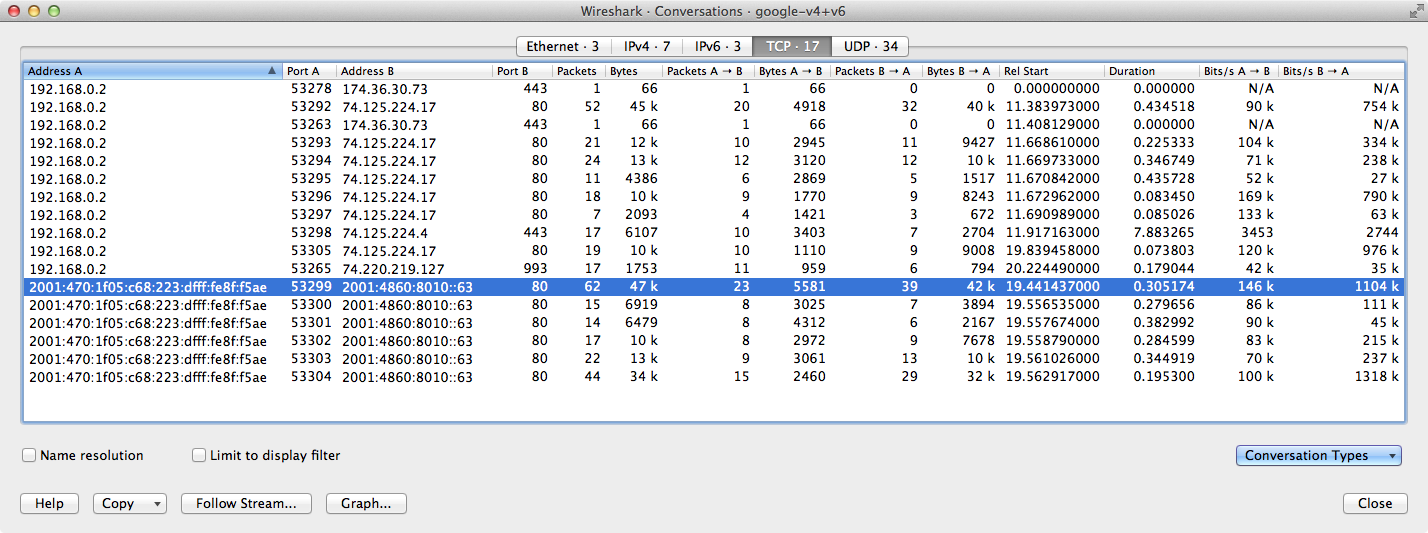 Wireshark · Conversations · google-v4+v6
Ethernet · 3 IPv4 · 7 IPv6 · 3 TCP · 17 UDP · 34
Address A Port A Address B Port B Packets Bytes Packets A → B Bytes A → B Packets B → A Bytes B → A Rel Start Duration Bits/s A → B Bits/s B → A
192.168.0.2 53278 174.36.30.73 443 1 66 1 66 0 0 0.000000000 0.000000 N/A N/A
192.168.0.2 53292 74.125.224.17 80 52 45 k 20 4918 32 40 k 11.383973000 0.434518 90 k 754 k
192.168.0.2 53263 174.36.30.73 443 1 66 1 66 0 0 11.408129000 0.000000 N/A N/A
192.168.0.2 53293 74.125.224.17 80 21 12 k 10 2945 11 9427 11.668610000 0.225333 104 k 334 k
192.168.0.2 53294 74.125.224.17 80 24 13 k 12 3120 12 10 k 11.669733000 0.346749 71 k 238 k
192.168.0.2 53295 74.125.224.17 80 11 4386 6 2869 5 1517 11.670842000 0.435728 52 k 27 k
192.168.0.2 53296 74.125.224.17 80 18 10 k 9 1770 9 8243 11.672962000 0.083450 169 k 790 k
192.168.0.2 53297 74.125.224.17 80 7 2093 4 1421 3 672 11.690989000 0.085026 133 k 63 k
192.168.0.2 53298 74.125.224.4 443 17 6107 10 3403 7 2704 11.917163000 7.883265 3453 2744
192.168.0.2 53305 74.125.224.17 80 19 10 k 10 1110 9 9008 19.839458000 0.073803 120 k 976 k
192.168.0.2 53265 74.220.219.127 993 17 1753 11 959 6 794 20.224490000 0.179044 42 k 35 k
2001:470:1f05:c68:223:dfff:fe8f:f5ae 53299 2001:4860:8010::63 80 62 47 k 23 5581 39 42 k 19.441437000 0.305174 146 k 1104 k
2001:470:1f05:c68:223:dfff:fe8f:f5ae 53300 2001:4860:8010::63 80 15 6919 8 3025 7 3894 19.556535000 0.279656 86 k 111 k
2001:470:1f05:c68:223:dfff:fe8f:f5ae 53301 2001:4860:8010::63 80 14 6479 8 4312 6 2167 19.557674000 0.382992 90 k 45 k
2001:470:1f05:c68:223:dfff:fe8f:f5ae 53302 2001:4860:8010::63 80 17 10 k 8 2972 9 7678 19.558790000 0.284599 83 k 215 k
2001:470:1f05:c68:223:dfff:fe8f:f5ae 53303 2001:4860:8010::63 80 22 13 k 9 3061 13 10 k 19.561026000 0.344919 70 k 237 k
2001:470:1f05:c68:223:dfff:fe8f:f5ae 53304 2001:4860:8010::63 80 44 34 k 15 2460 29 32 k 19.562917000 0.195300 100 k 1318 k
Name resolution Limit to display filter Conversation Types
Help Copy Follow Stream... Graph... Close